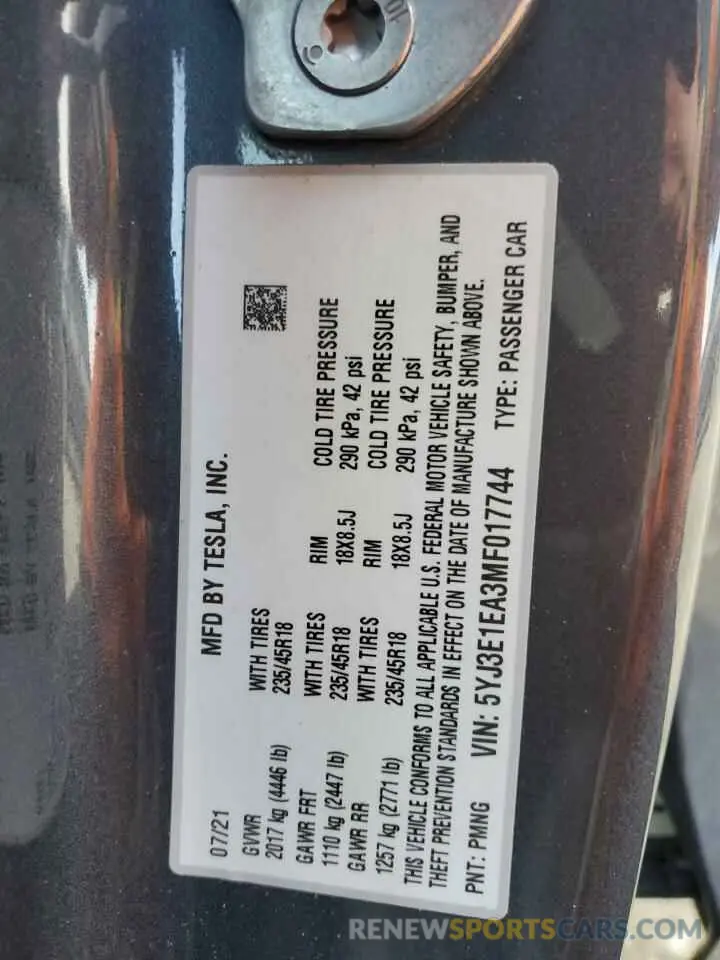 07/21 MFD BY TESLA, INC.
GVWR WITH TIRES
2017 kg (4446 lb) 235/45R18
GAWR FRT WITH TIRES RIM COLD TIRE PRESSURE
1110 kg (2447 lb) 235/45R18 18X8.5J 290 kPa, 42 psi
GAWR RR WITH TIRES RIM COLD TIRE PRESSURE
1257 kg (2771 lb) 235/45R18 18X8.5J 290 kPa, 42 psi
THIS VEHICLE CONFORMS TO ALL APPLICABLE U.S. FEDERAL MOTOR VEHICLE SAFETY, BUMPER, AND
THEFT PREVENTION STANDARDS IN EFFECT ON THE DATE OF MANUFACTURE SHOWN ABOVE.
PNT: PMNG VIN: 5YJ3E1EA3MF017744 TYPE: PASSENGER CAR
RENEWSPORTSCARS.COM